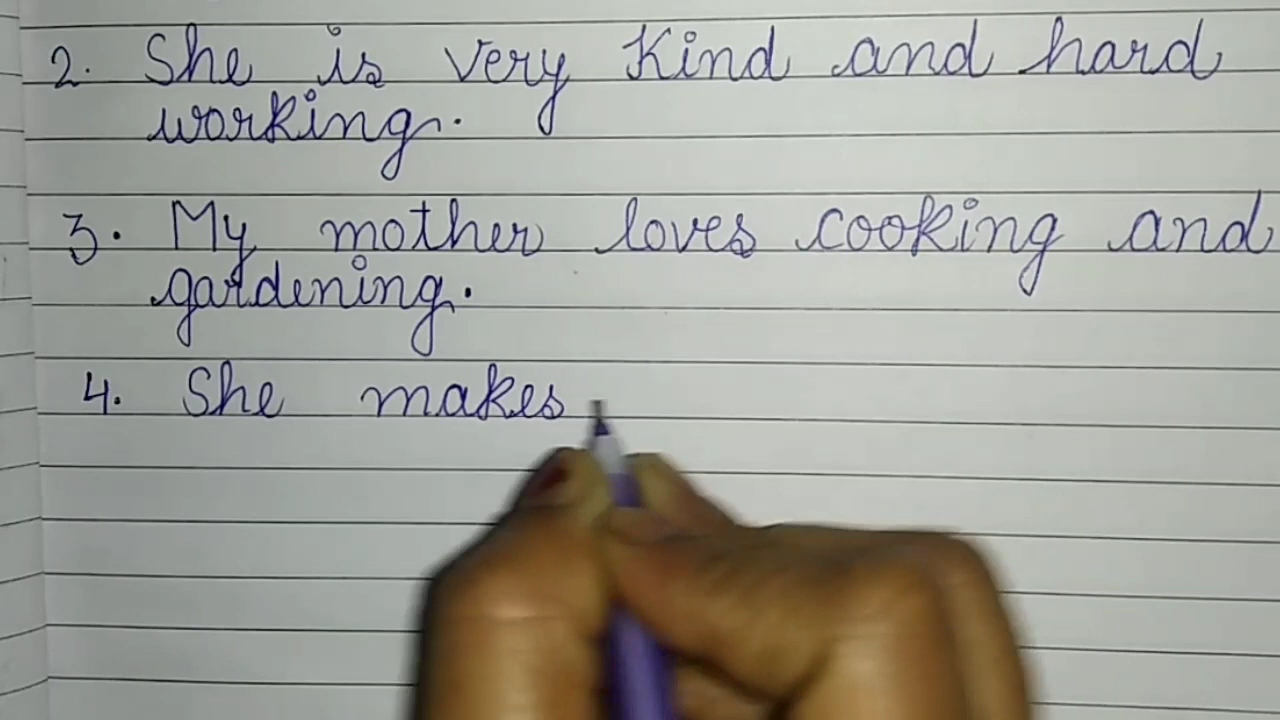 2. She is very Kind and hard
working.
3. My mother loves cooking and
gardening.
4. She makes